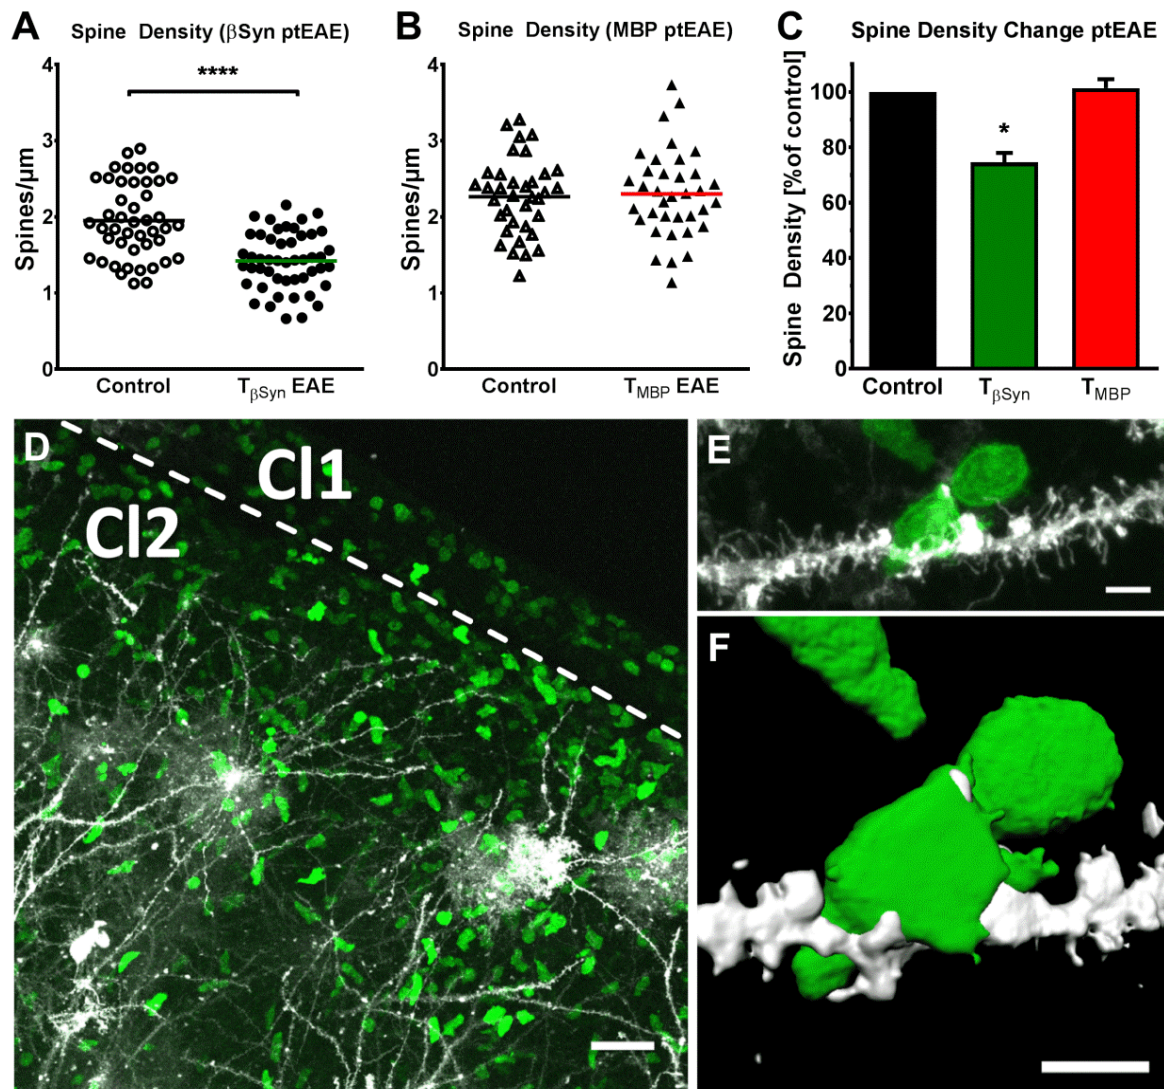 A
Spine Density (βSyn ptEAE)
****
Spines/µm
4
3
2
1
0
Control
TβSyn EAE
B
Spine Density (MBP ptEAE)
Spines/µm
4
3
2
1
0
Control
TMBP EAE
C
Spine Density Change ptEAE
Spine Density [% of control]
100
80
60
40
20
0
*
Control
TβSyn
TMBP
D
Cl1
Cl2
E
F